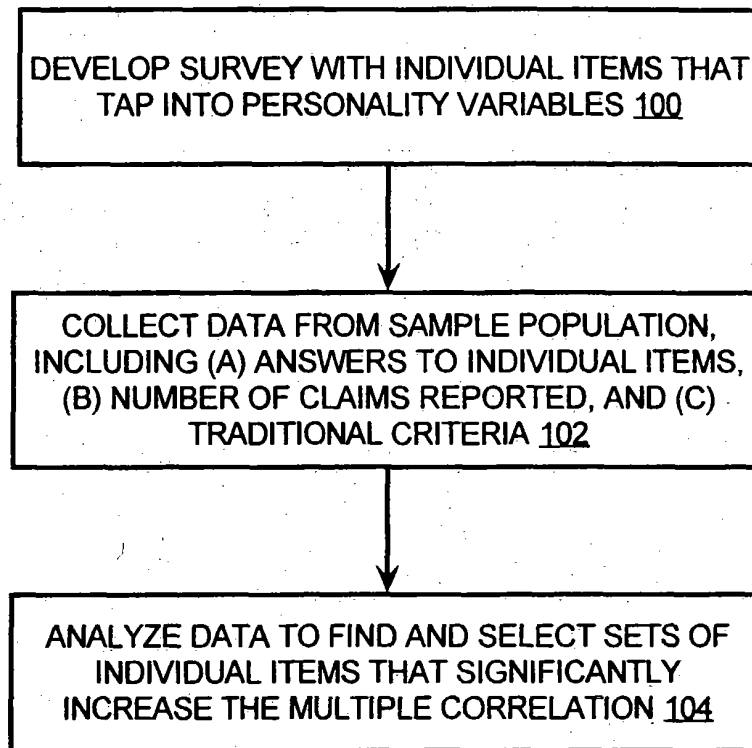 DEVELOP SURVEY WITH INDIVIDUAL ITEMS THAT
TAP INTO PERSONALITY VARIABLES 100
COLLECT DATA FROM SAMPLE POPULATION,
INCLUDING (A) ANSWERS TO INDIVIDUAL ITEMS,
(B) NUMBER OF CLAIMS REPORTED, AND (C)
TRADITIONAL CRITERIA 102
ANALYZE DATA TO FIND AND SELECT SETS OF
INDIVIDUAL ITEMS THAT SIGNIFICANTLY
INCREASE THE MULTIPLE CORRELATION 104